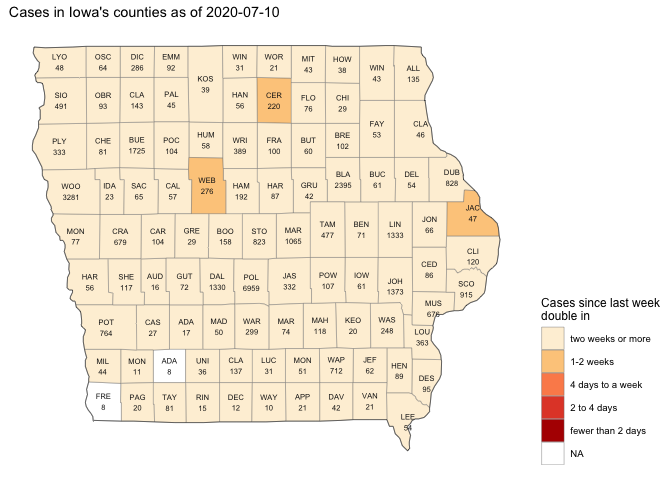 Cases in Iowa's counties as of 2020-07-10
LYO OSC DIC EMM WIN WOR MIT HOW
48 64 286 92 31 21 43 38
KOS WIN ALL
39 43 135
SIO OBR CLA PAL HAN CER FLO CHI
491 93 143 45 56 220 76 29
FAY CLA
53 46
PLY CHE BUE POC HUM WRI FRA BUT BRE
333 81 1725 104 58 389 100 60 102
WOO IDA SAC CAL WEB HAM HAR GRU BLA BUC DEL DUB
3281 23 65 57 276 192 87 42 2395 61 54 828
JAC
47
MON CRA CAR GRE BOO STO MAR TAM BEN LIN JON
77 679 104 29 158 823 1065 477 71 1333 66
CLI
120
CED
86
HAR SHE AUD GUT DAL POL JAS POW IOW JOH SCO
56 117 16 72 1330 6959 332 107 61 1373 915
MUS
676
POT CAS ADA MAD WAR MAR MAH KEO WAS LOU
764 27 17 50 299 74 118 20 248 363
MIL MON ADA UNI CLA LUC MON WAP JEF HEN DES
44 11 8 36 137 31 51 712 62 89 95
FRE PAG TAY RIN DEC WAY APP DAV VAN LEE
8 20 81 15 12 10 21 42 21 54
Cases since last week
double in
two weeks or more
1-2 weeks
4 days to a week
2 to 4 days
fewer than 2 days
NA